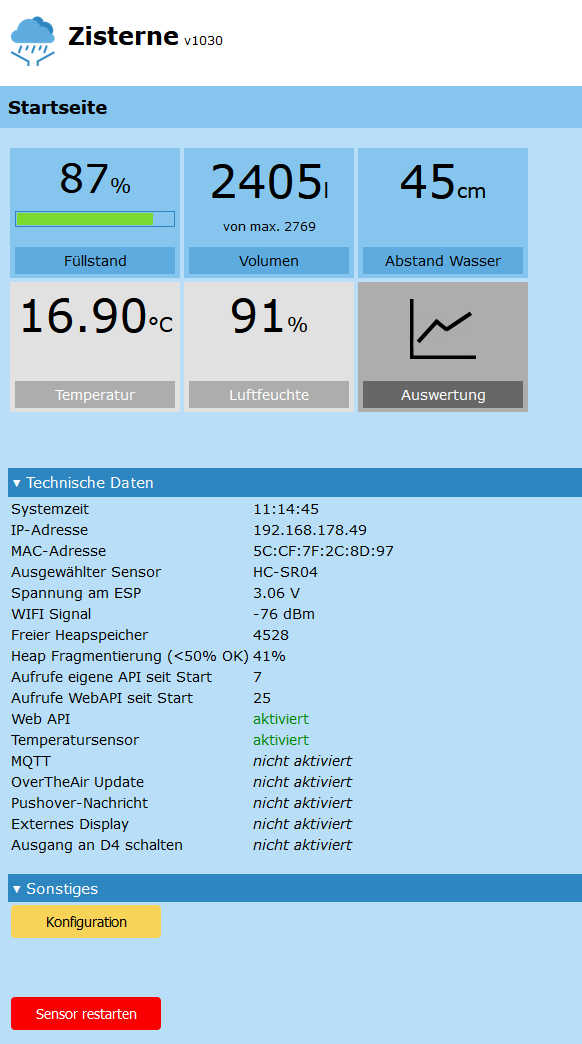 Zisterne v1030
Startseite
87%
2405l
45cm
von max. 2769
Füllstand
Volumen
Abstand Wasser
16.90°C
91%
Temperatur
Luftfeuchte
Auswertung
▼ Technische Daten
Systemzeit 11:14:45
IP-Adresse 192.168.178.49
MAC-Adresse 5C:CF:7F:2C:8D:97
Ausgewählter Sensor HC-SR04
Spannung am ESP 3.06 V
WIFI Signal -76 dBm
Freier Heapspeicher 4528
Heap Fragmentierung (<50% OK) 41%
Aufrufe eigene API seit Start 7
Aufrufe WebAPI seit Start 25
Web API aktiviert
Temperatursensor aktiviert
MQTT nicht aktiviert
OverTheAir Update nicht aktiviert
Pushover-Nachricht nicht aktiviert
Externes Display nicht aktiviert
Ausgang an D4 schalten nicht aktiviert
▼ Sonstiges
Konfiguration
Sensor restarten